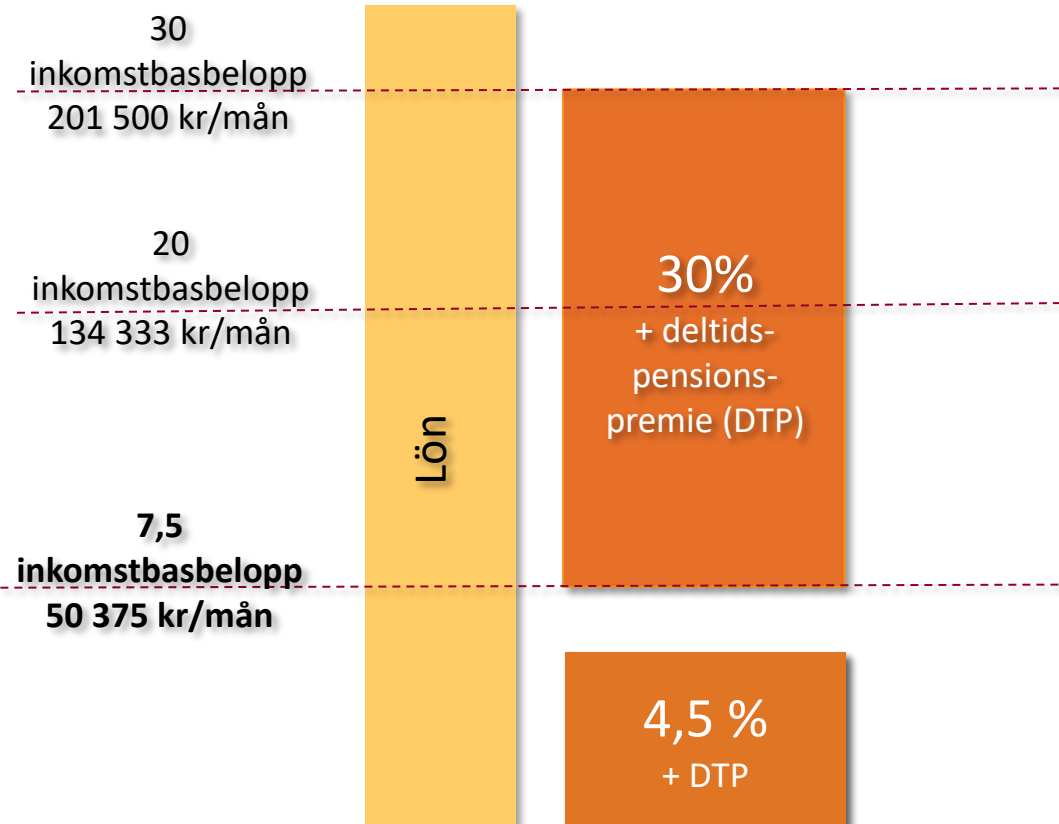 30
inkomstbasbelopp
201 500 kr/mån
20
inkomstbasbelopp
134 333 kr/mån
7,5
inkomstbasbelopp
50 375 kr/mån
Lön
30%
+ deltids-
pensions-
premie (DTP)
4,5 %
+ DTP